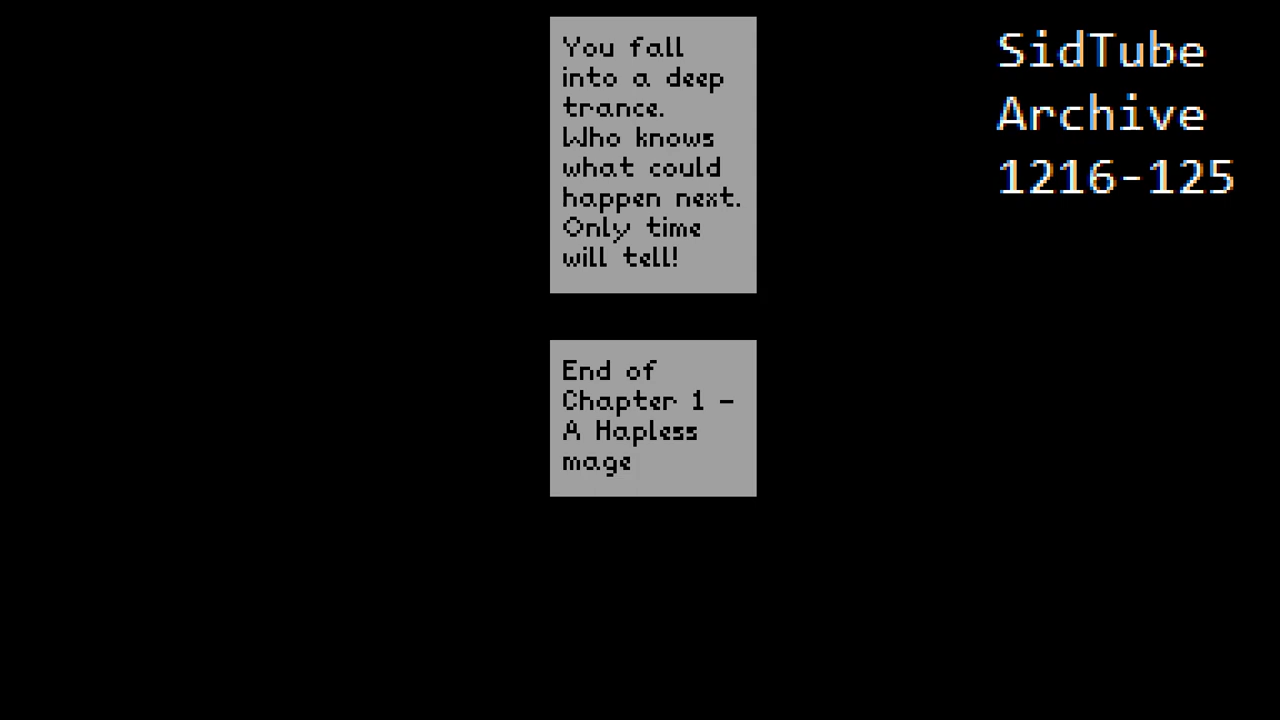 You fall
into a deep
trance.
Who knows
what could
happen next.
Only time
will tell!
End of
Chapter 1 -
A Hapless
mage
SidTube
Archive
1216-125